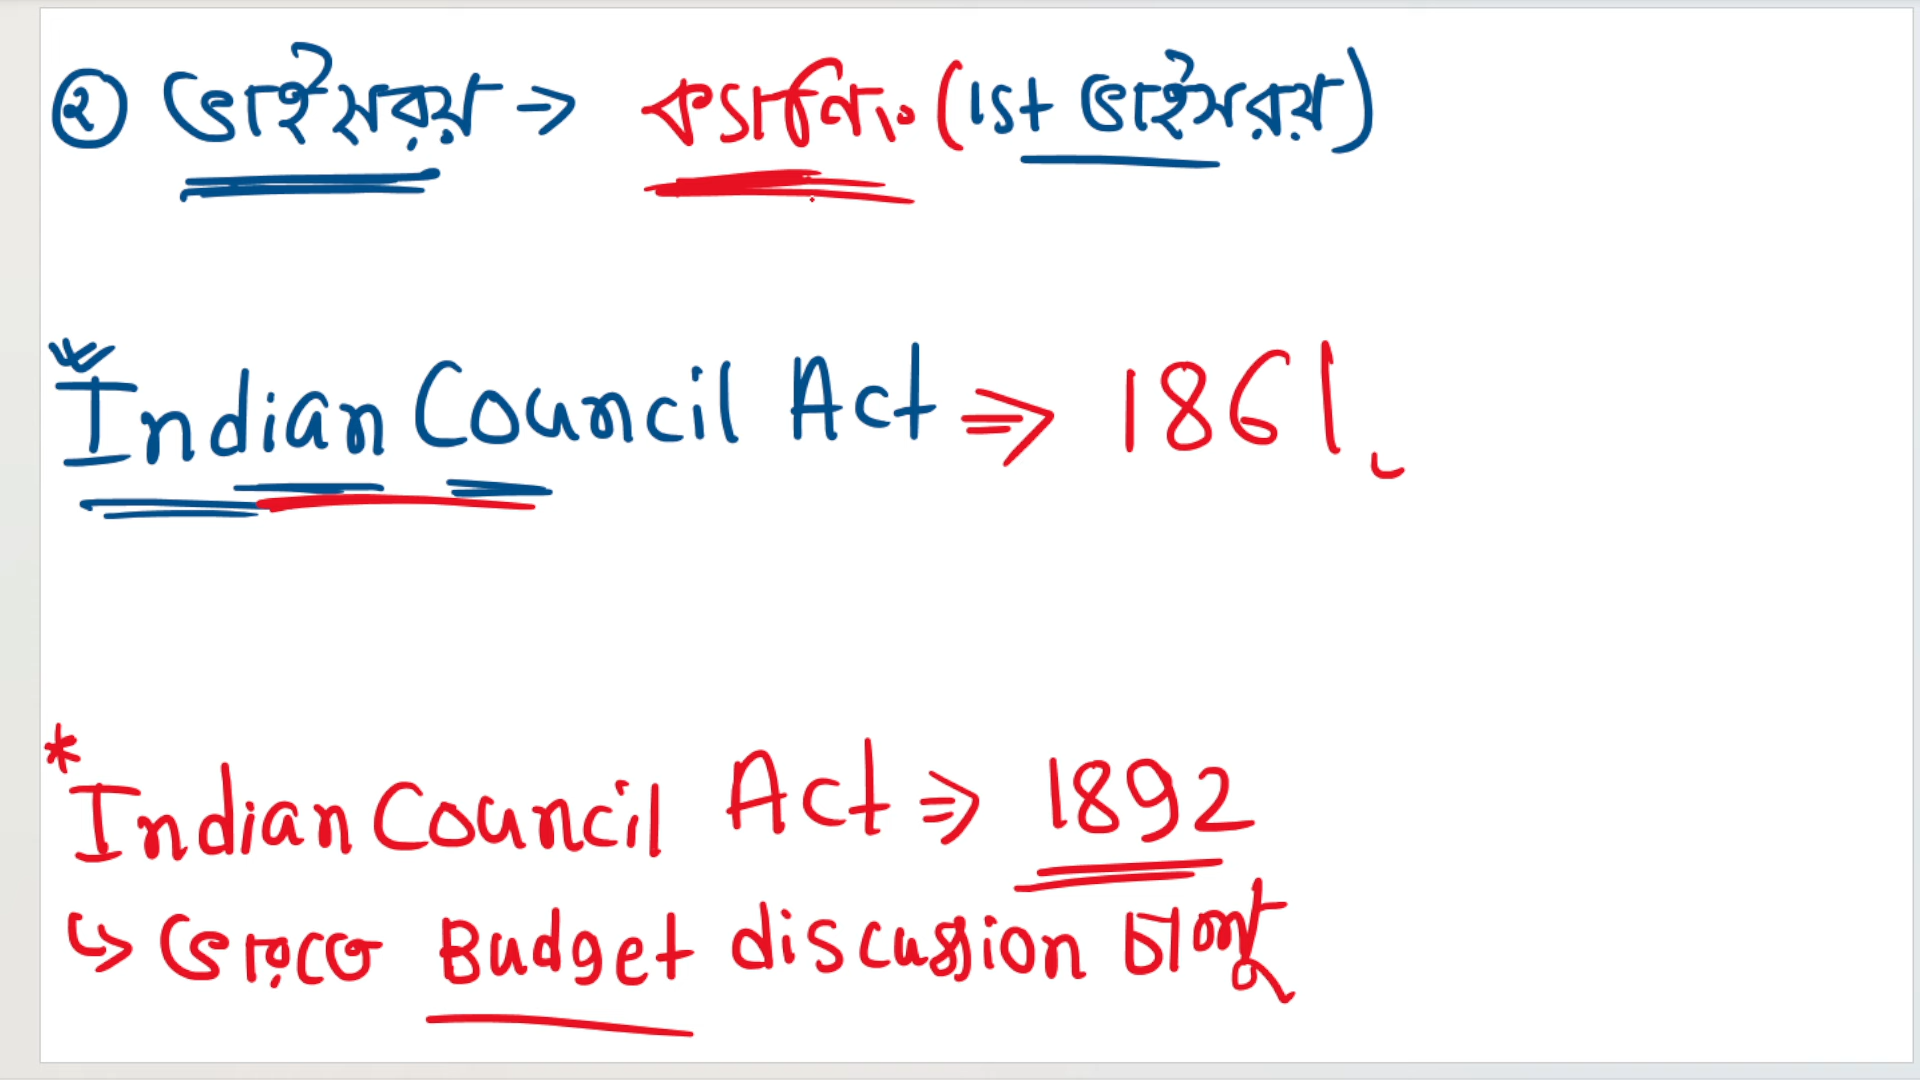 ② ভাইসরয় → ক্যানিং (1st ভাইসরয়)
Indian Council Act ⇒ 1861.
* Indian Council Act ⇒ 1892
↪ ভারতে Budget discussion চালু